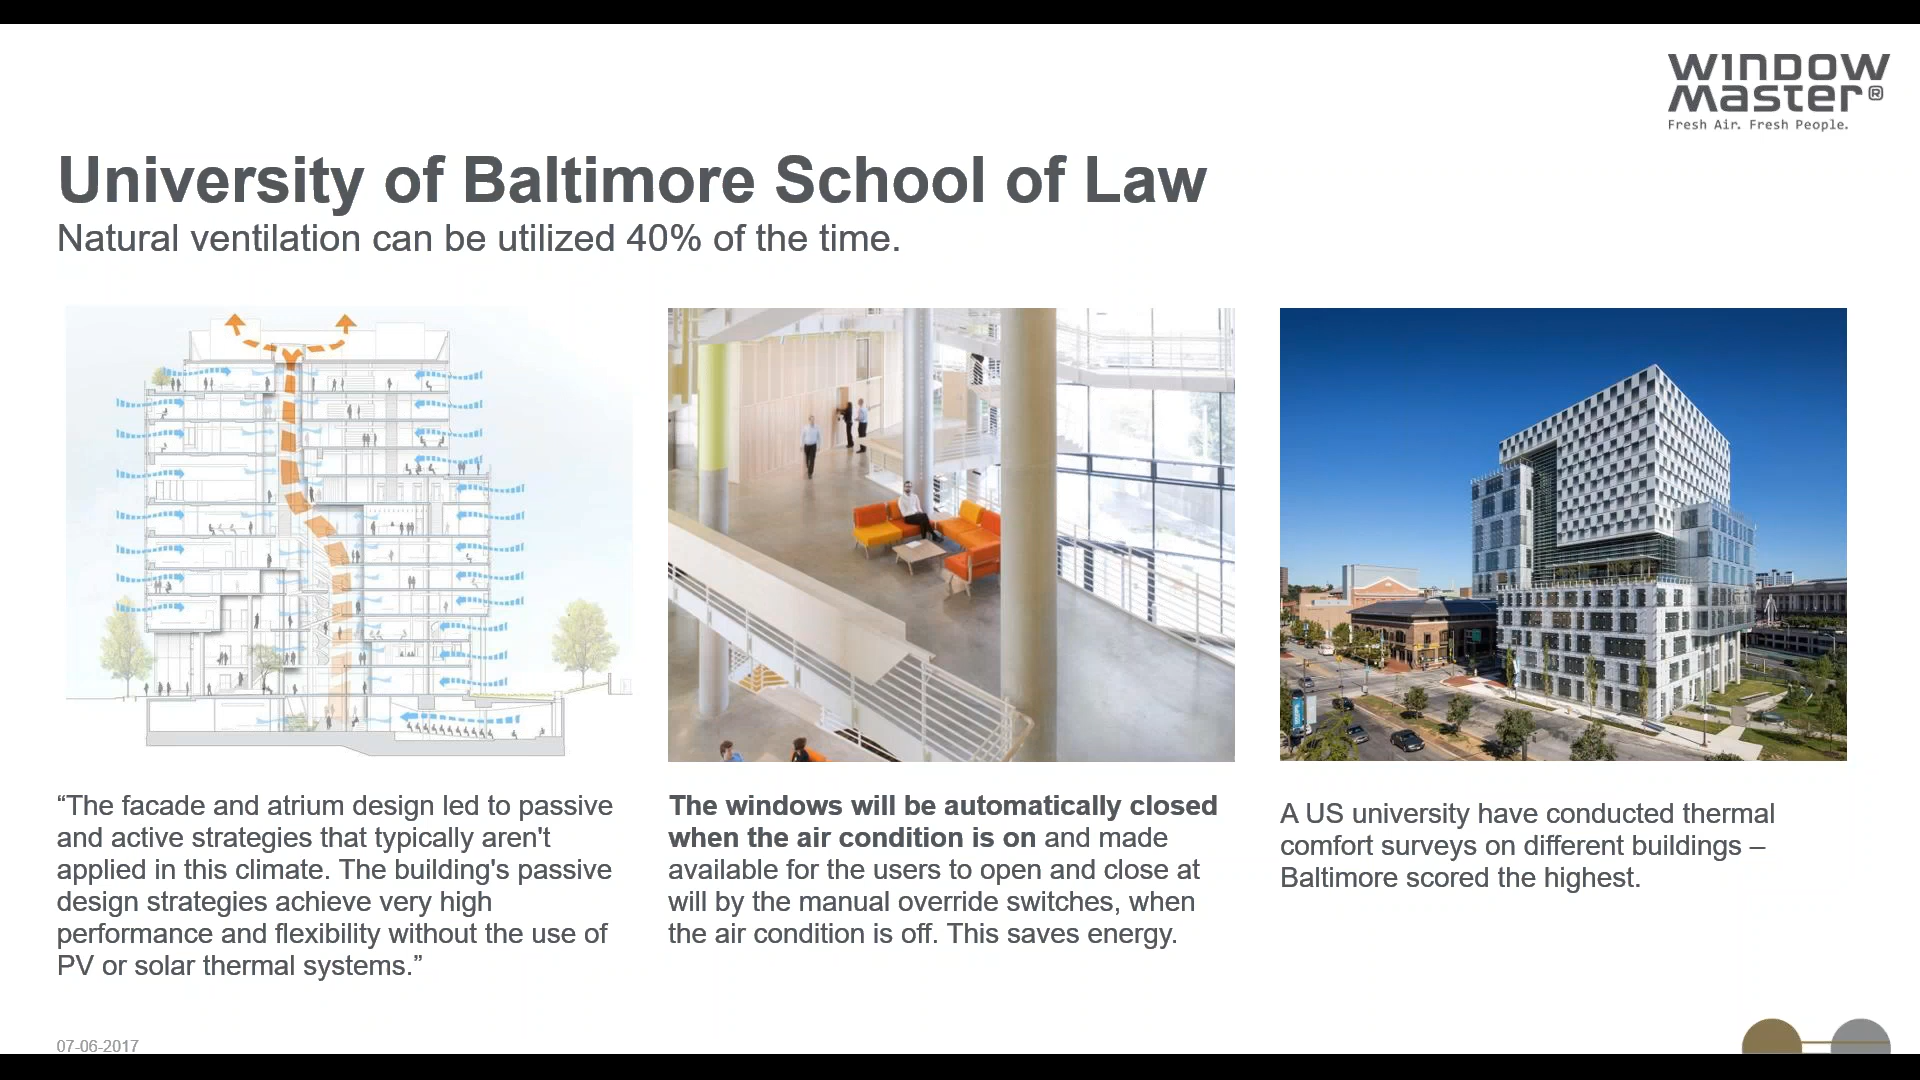 WINDOW
Master®
Fresh Air. Fresh People.
University of Baltimore School of Law
Natural ventilation can be utilized 40% of the time.
“The facade and atrium design led to passive
and active strategies that typically aren't
applied in this climate. The building's passive
design strategies achieve very high
performance and flexibility without the use of
PV or solar thermal systems.”
The windows will be automatically closed
when the air condition is on and made
available for the users to open and close at
will by the manual override switches, when
the air condition is off. This saves energy.
A US university have conducted thermal
comfort surveys on different buildings –
Baltimore scored the highest.
07-06-2017